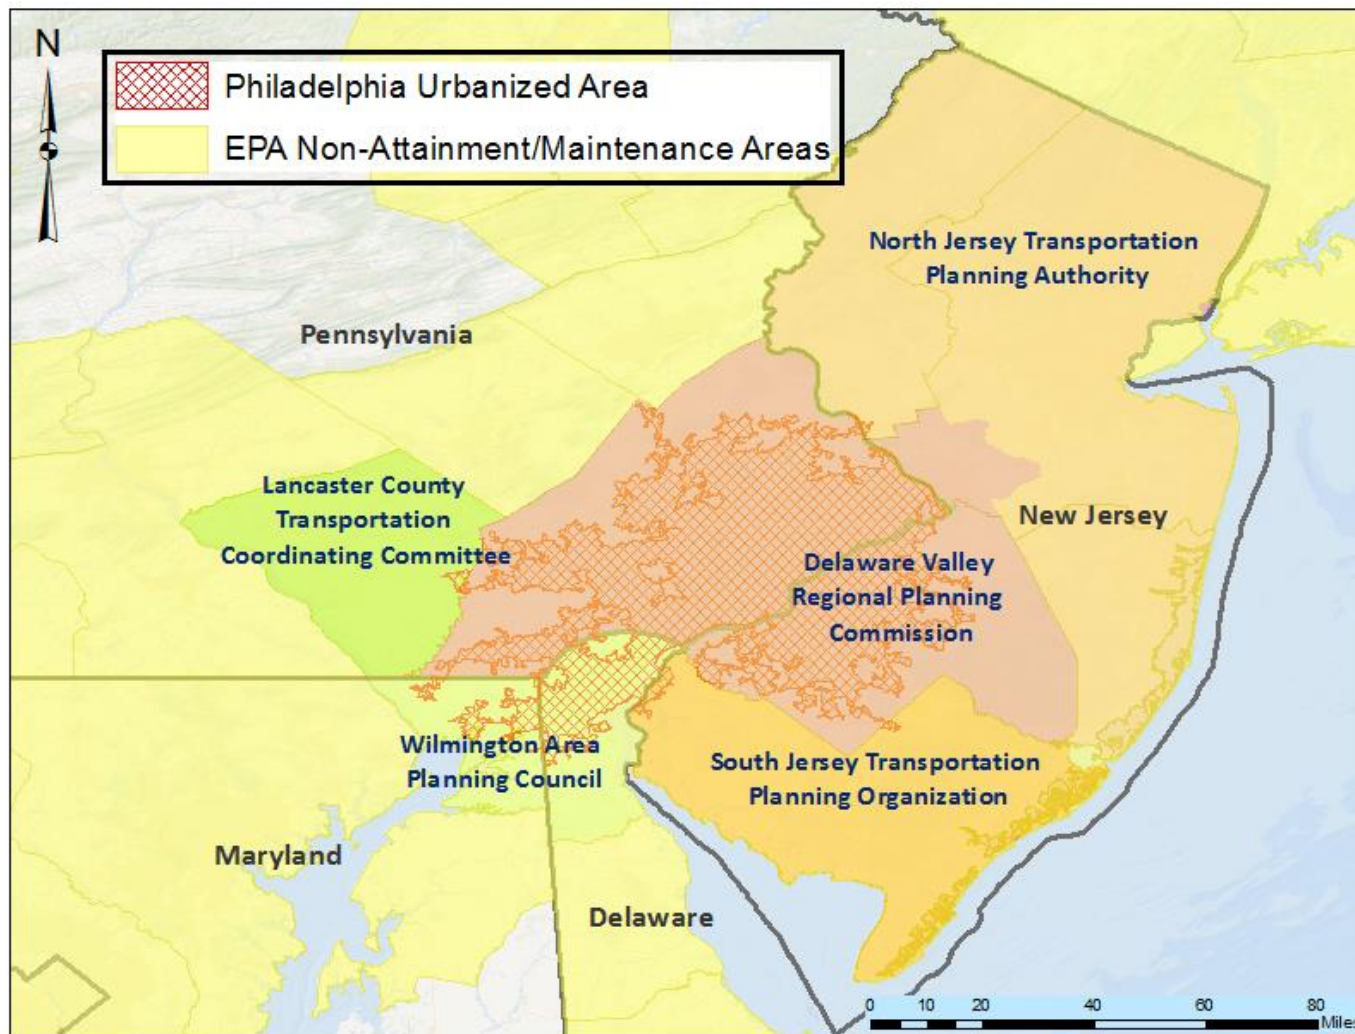 N
Philadelphia Urbanized Area
EPA Non-Attainment/Maintenance Areas
North Jersey Transportation
Planning Authority
Pennsylvania
Lancaster County
Transportation
Coordinating Committee
New Jersey
Delaware Valley
Regional Planning
Commission
Wilmington Area
Planning Council
South Jersey Transportation
Planning Organization
Maryland
Delaware
0 10 20 40 60 80
Miles